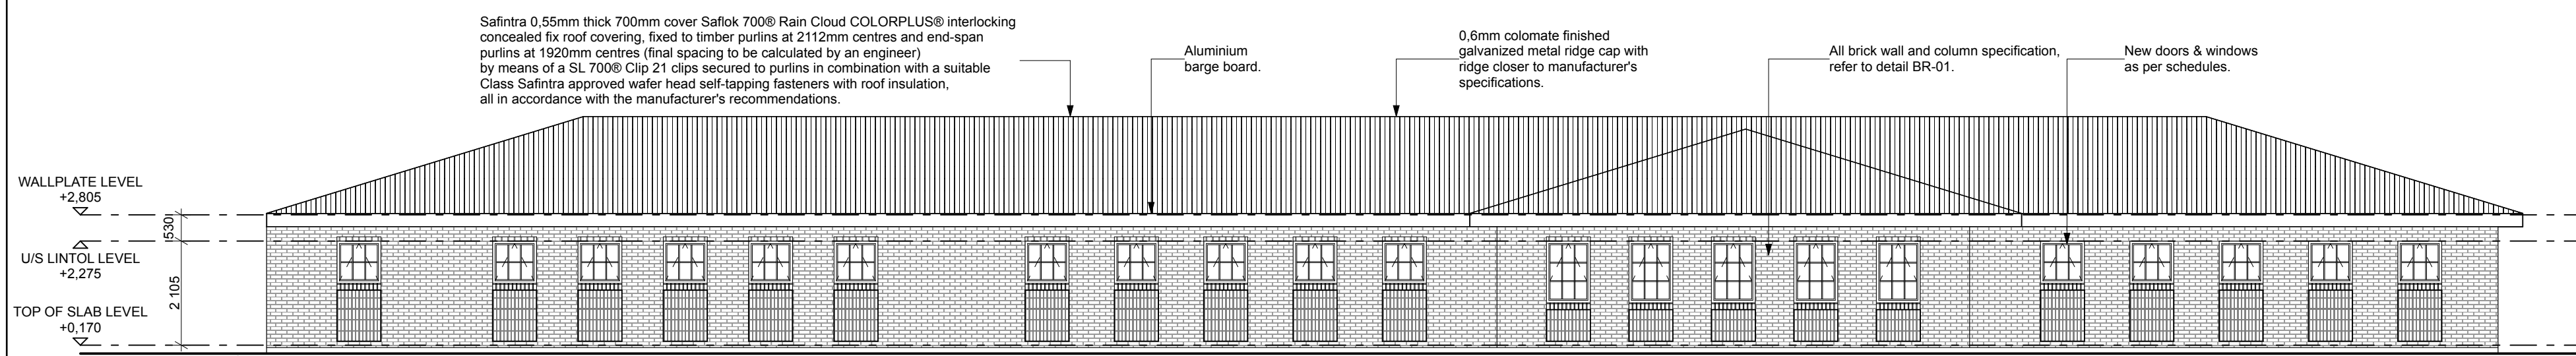 Safintra 0,55mm thick 700mm cover Saflok 700® Rain Cloud COLORPLUS® interlocking
concealed fix roof covering, fixed to timber purlins at 2112mm centres and end-span
purlins at 1920mm centres (final spacing to be calculated by an engineer)
by means of a SL 700® Clip 21 clips secured to purlins in combination with a suitable
Class Safintra approved wafer head self-tapping fasteners with roof insulation,
all in accordance with the manufacturer's recommendations.
Aluminium
barge board.
0,6mm colomate finished
galvanized metal ridge cap with
ridge closer to manufacturer's
specifications.
All brick wall and column specification,
refer to detail BR-01.
New doors & windows
as per schedules.
WALLPLATE LEVEL
+2,805
530
U/S LINTOL LEVEL
+2,275
2 105
TOP OF SLAB LEVEL
+0,170